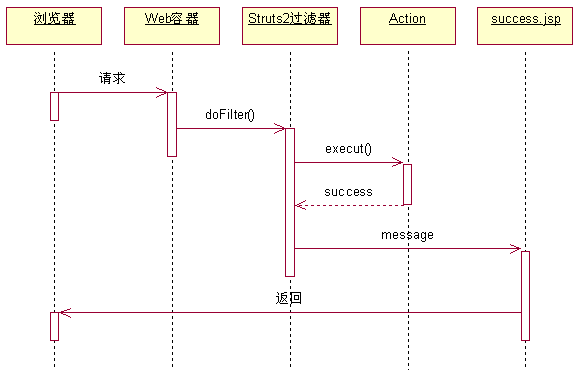 浏览器
Web容器
Struts2过滤器
Action
success.jsp
请求
doFilter()
execut()
success
message
返回